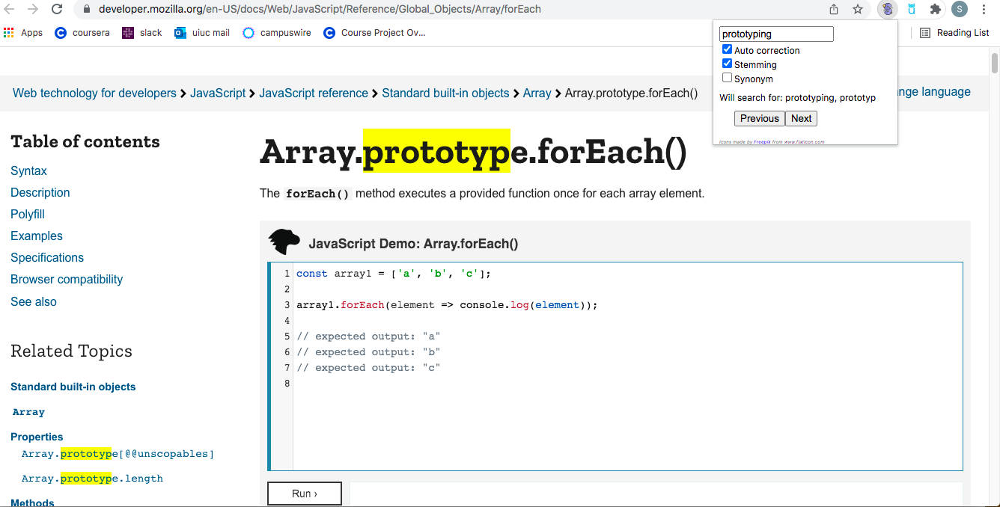 developer.mozilla.org/en-US/docs/Web/JavaScript/Reference/Global_Objects/Array/forEach
S
Apps
coursera
slack
uiuc mail
campuswire
Course Project Ov...
Reading List
prototyping
Auto correction
Stemming
Synonym
Will search for: prototyping, prototyp
Previous Next
Icons made by Freepik from www.flaticon.com
Web technology for developers > JavaScript > JavaScript reference > Standard built-in objects > Array > Array.prototype.forEach()
nge language
Table of contents
Syntax
Description
Polyfill
Examples
Specifications
Browser compatibility
See also
Related Topics
Standard built-in objects
Array
Properties
Array.prototype[@@unscopables]
Array.prototype.length
Methods
Array.prototype.forEach()
The forEach() method executes a provided function once for each array element.
JavaScript Demo: Array.forEach()
1 const array1 = ['a', 'b', 'c'];
2
3 array1.forEach(element => console.log(element));
4
5 // expected output: "a"
6 // expected output: "b"
7 // expected output: "c"
8
Run ›